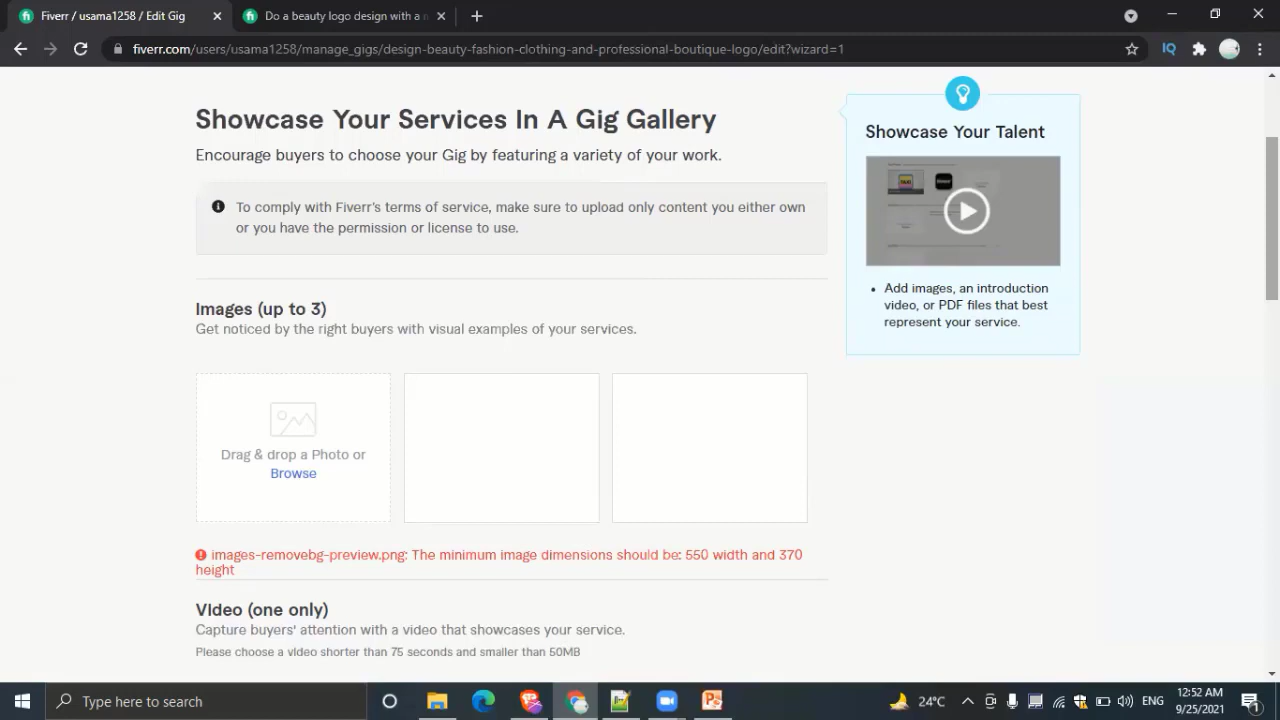 Fiverr / usama1258 / Edit Gig
Do a beauty logo design with a n
fiverr.com/users/usama1258/manage_gigs/design-beauty-fashion-clothing-and-professional-boutique-logo/edit?wizard=1
IQ
Showcase Your Services In A Gig Gallery
Encourage buyers to choose your Gig by featuring a variety of your work.
To comply with Fiverr's terms of service, make sure to upload only content you either own
or you have the permission or license to use.
Showcase Your Talent
• Add images, an introduction
video, or PDF files that best
represent your service.
Images (up to 3)
Get noticed by the right buyers with visual examples of your services.
Drag & drop a Photo or
Browse
images-removebg-preview.png: The minimum image dimensions should be: 550 width and 370
height
Video (one only)
Capture buyers' attention with a video that showcases your service.
Please choose a video shorter than 75 seconds and smaller than 50MB
Type here to search
24°C
ENG
12:52 AM
9/25/2021
1